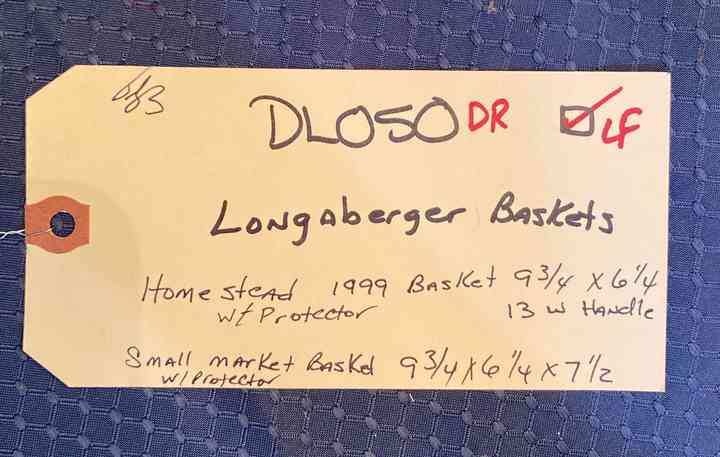 DL050 DR ☑ LF
Longaberger Baskets
Homestead 1999 Basket 9 3/4 X 6 1/4
w/ Protector 13 w Handle
Small Market Basket 9 3/4 X 6 1/4 X 7 1/2
w/ Protector